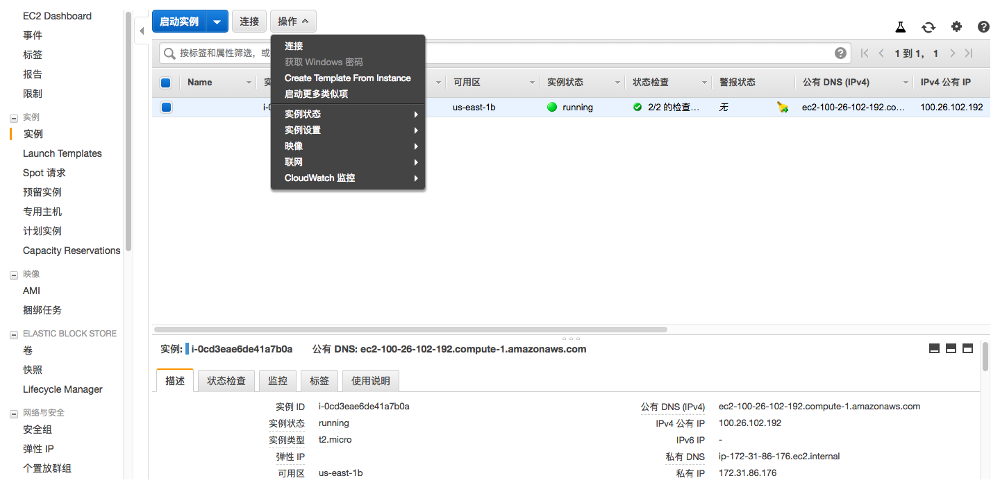 EC2 Dashboard
事件
标签
报告
限制
实例
实例
Launch Templates
Spot 请求
预留实例
专用主机
计划实例
Capacity Reservations
映像
AMI
捆绑任务
ELASTIC BLOCK STORE
卷
快照
Lifecycle Manager
网络与安全
安全组
弹性 IP
个置放群组
启动实例
连接
操作
连接
获取 Windows 密码
Create Template From Instance
启动更多类似项
实例状态
实例设置
映像
联网
CloudWatch 监控
按标签和属性筛选，或
1 到 1， 1
Name 实 可用区 实例状态 状态检查 警报状态 公有 DNS (IPv4) IPv4 公有 IP
i-0 us-east-1b running 2/2 的检查… 无 ec2-100-26-102-192.co… 100.26.102.192
实例: i-0cd3eae6de41a7b0a 公有 DNS: ec2-100-26-102-192.compute-1.amazonaws.com
描述 状态检查 监控 标签 使用说明
实例 ID i-0cd3eae6de41a7b0a
实例状态 running
实例类型 t2.micro
弹性 IP
可用区 us-east-1b
公有 DNS (IPv4) ec2-100-26-102-192.compute-1.amazonaws.com
IPv4 公有 IP 100.26.102.192
IPv6 IP -
私有 DNS ip-172-31-86-176.ec2.internal
私有 IP 172.31.86.176